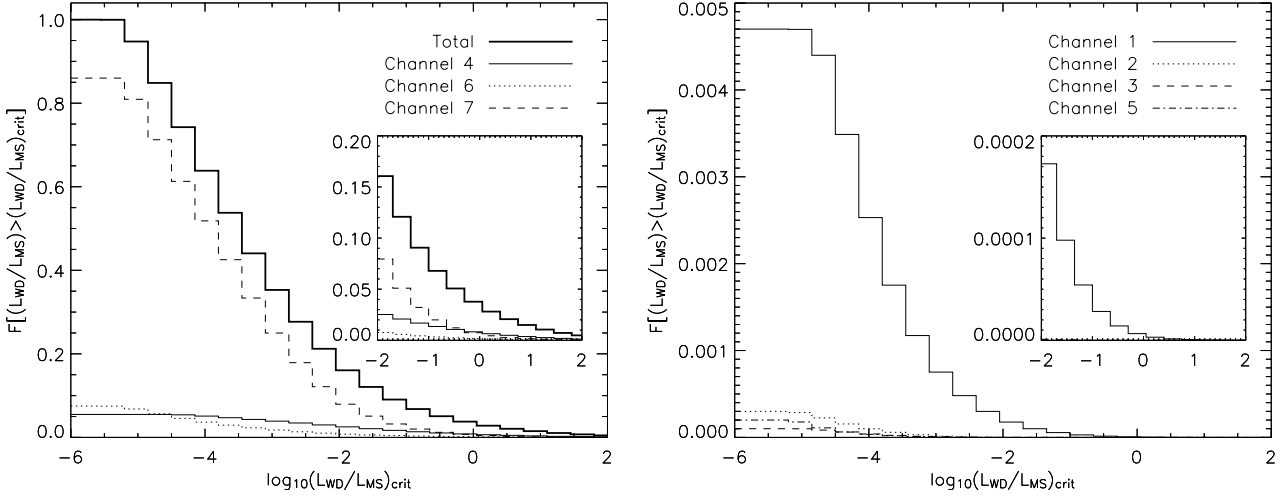 1.0
0.8
0.6
0.4
0.2
0.0
F[(L_WD/L_MS)>(L_WD/L_MS)_crit]
Total
Channel 4
Channel 6
Channel 7
0.20
0.15
0.10
0.05
0.00
-2 -1 0 1 2
-6 -4 -2 0 2
log10(L_WD/L_MS)crit
0.005
0.004
0.003
0.002
0.001
0.000
F[(L_WD/L_MS)>(L_WD/L_MS)_crit]
Channel 1
Channel 2
Channel 3
Channel 5
0.0002
0.0001
0.0000
-2 -1 0 1 2
-6 -4 -2 0 2
log10(L_WD/L_MS)crit